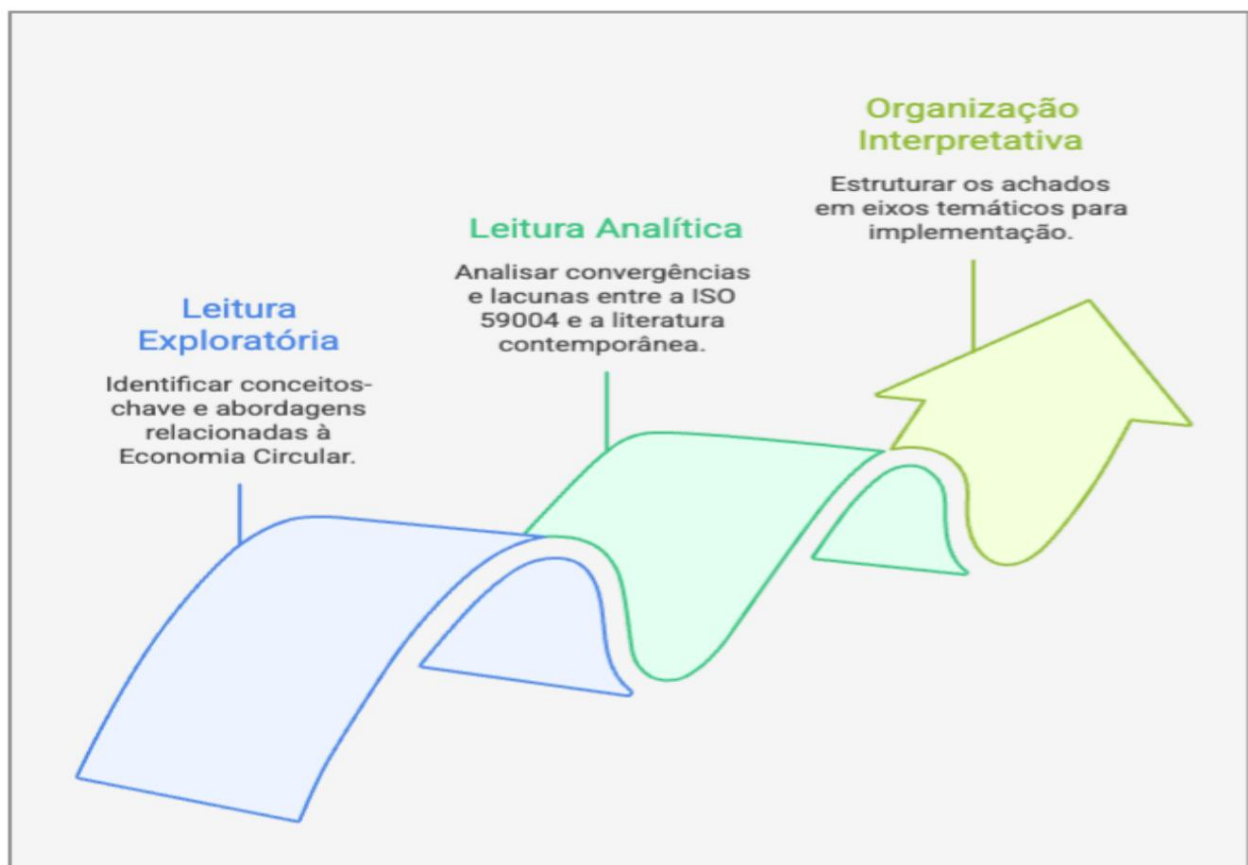 Leitura
Exploratória
Identificar conceitos-
chave e abordagens
relacionadas à
Economia Circular.
Leitura Analítica
Analisar convergências
e lacunas entre a ISO
59004 e a literatura
contemporânea.
Organização
Interpretativa
Estruturar os achados
em eixos temáticos para
implementação.